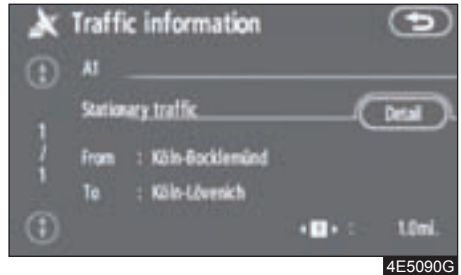 Traffic information
A1
Stationary traffic
Detail
1
/
1
From : Köln-Bocklemünd
To : Köln-Lövenich
: 1.0mi.
4E5090G